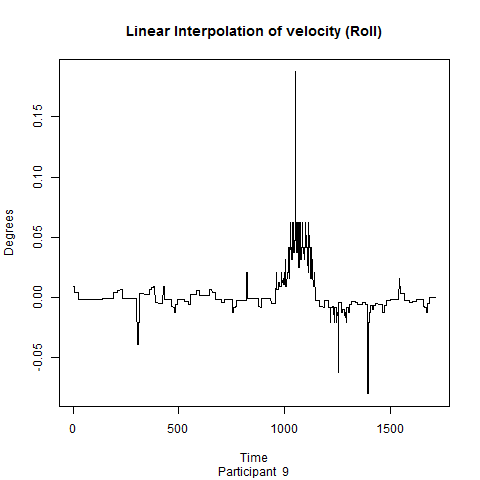 Linear Interpolation of velocity (Roll)
Degrees
0.15
0.10
0.05
0.00
-0.05
0 500 1000 1500
Time
Participant 9